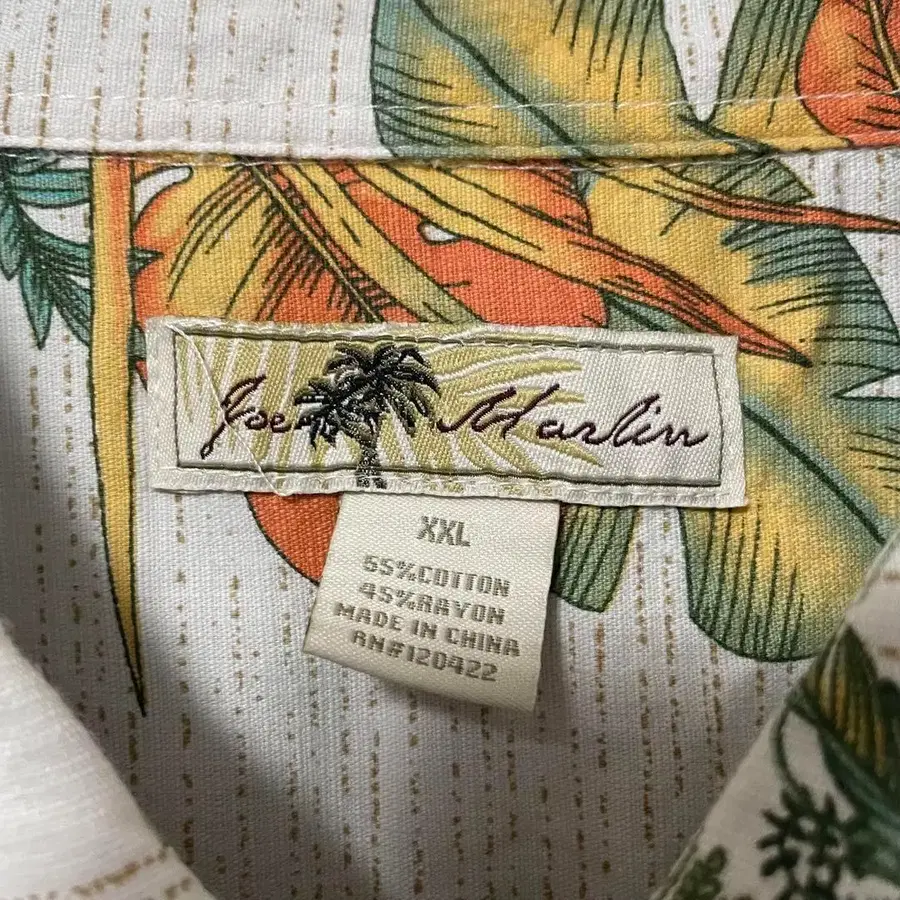 Joe Marlin
XXL
55%COTTON
45%RAYON
MADE IN CHINA
RN#120422